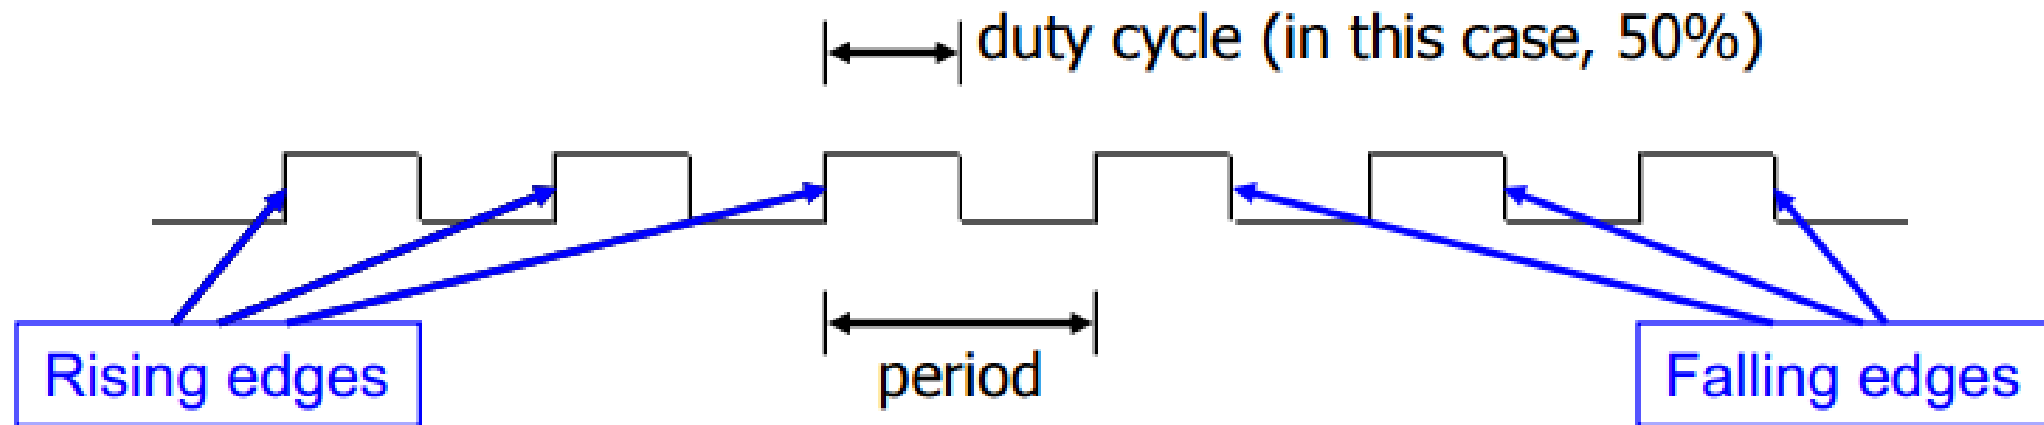 duty cycle (in this case, 50%)
period
Rising edges
Falling edges